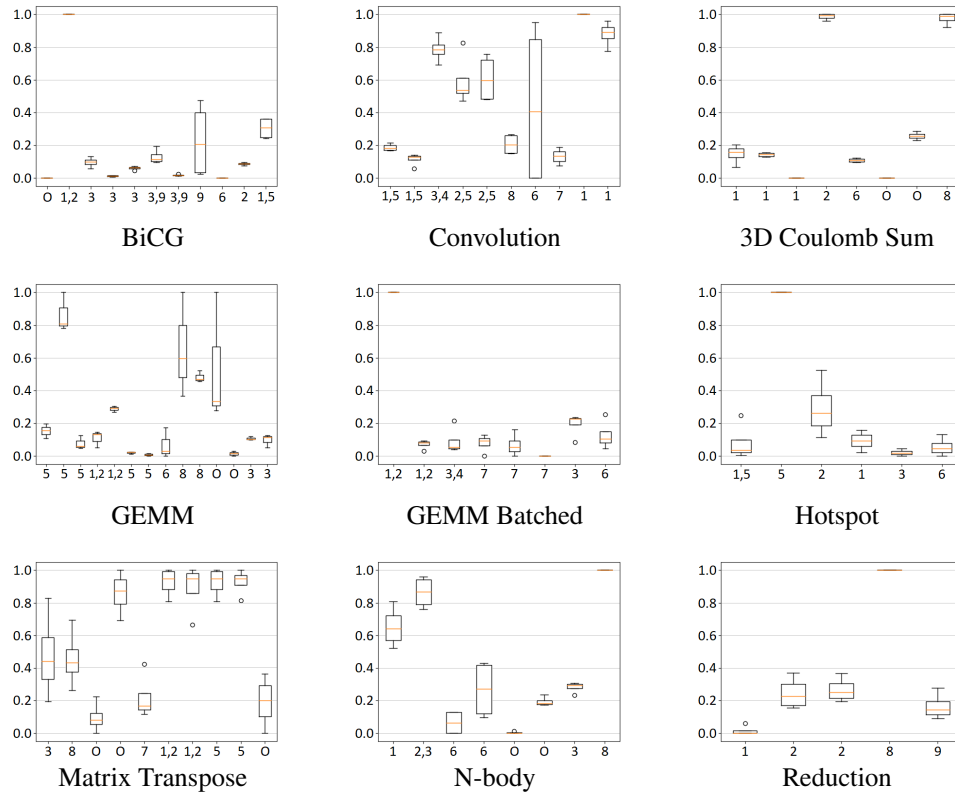 1.0 1.0 1.0
0.8 0.8 0.8
0.6 0.6 0.6
0.4 0.4 0.4
0.2 0.2 0.2
0.0 0.0 0.0
O 1,2 3 3 3 3,9 3,9 9 6 2 1,5
1,5 1,5 3,4 2,5 2,5 8 6 7 1 1
1 1 1 2 6 O O 8
BiCG Convolution 3D Coulomb Sum
1.0 1.0 1.0
0.8 0.8 0.8
0.6 0.6 0.6
0.4 0.4 0.4
0.2 0.2 0.2
0.0 0.0 0.0
5 5 5 1,2 1,2 5 5 6 8 8 O O 3 3
1,2 1,2 3,4 7 7 7 3 6
1,5 5 2 1 3 6
GEMM GEMM Batched Hotspot
1.0 1.0 1.0
0.8 0.8 0.8
0.6 0.6 0.6
0.4 0.4 0.4
0.2 0.2 0.2
0.0 0.0 0.0
3 8 O O 7 1,2 1,2 5 5 O
1 2,3 6 6 O O 3 8
1 2 2 8 9
Matrix Transpose N-body Reduction